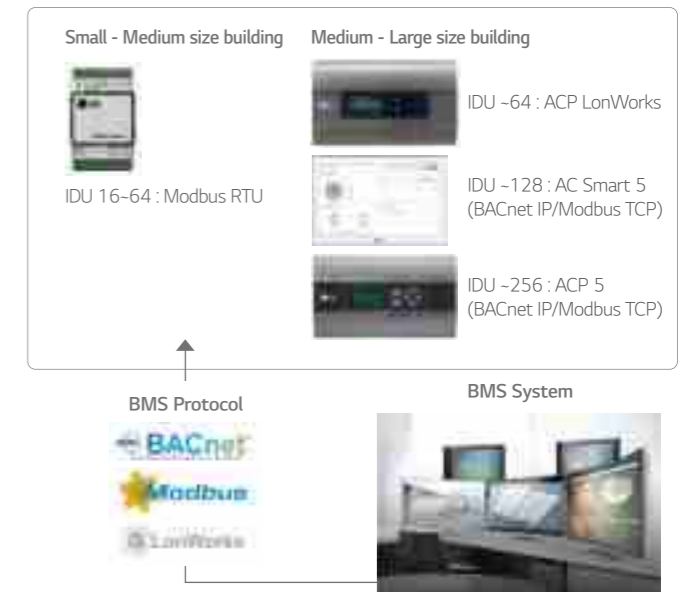 Small - Medium size building
Medium - Large size building
IDU 16~64 : Modbus RTU
IDU ~64 : ACP LonWorks
IDU ~128 : AC Smart 5
(BACnet IP/Modbus TCP)
IDU ~256 : ACP 5
(BACnet IP/Modbus TCP)
BMS Protocol
BACnet
Modbus
LonWorks
BMS System